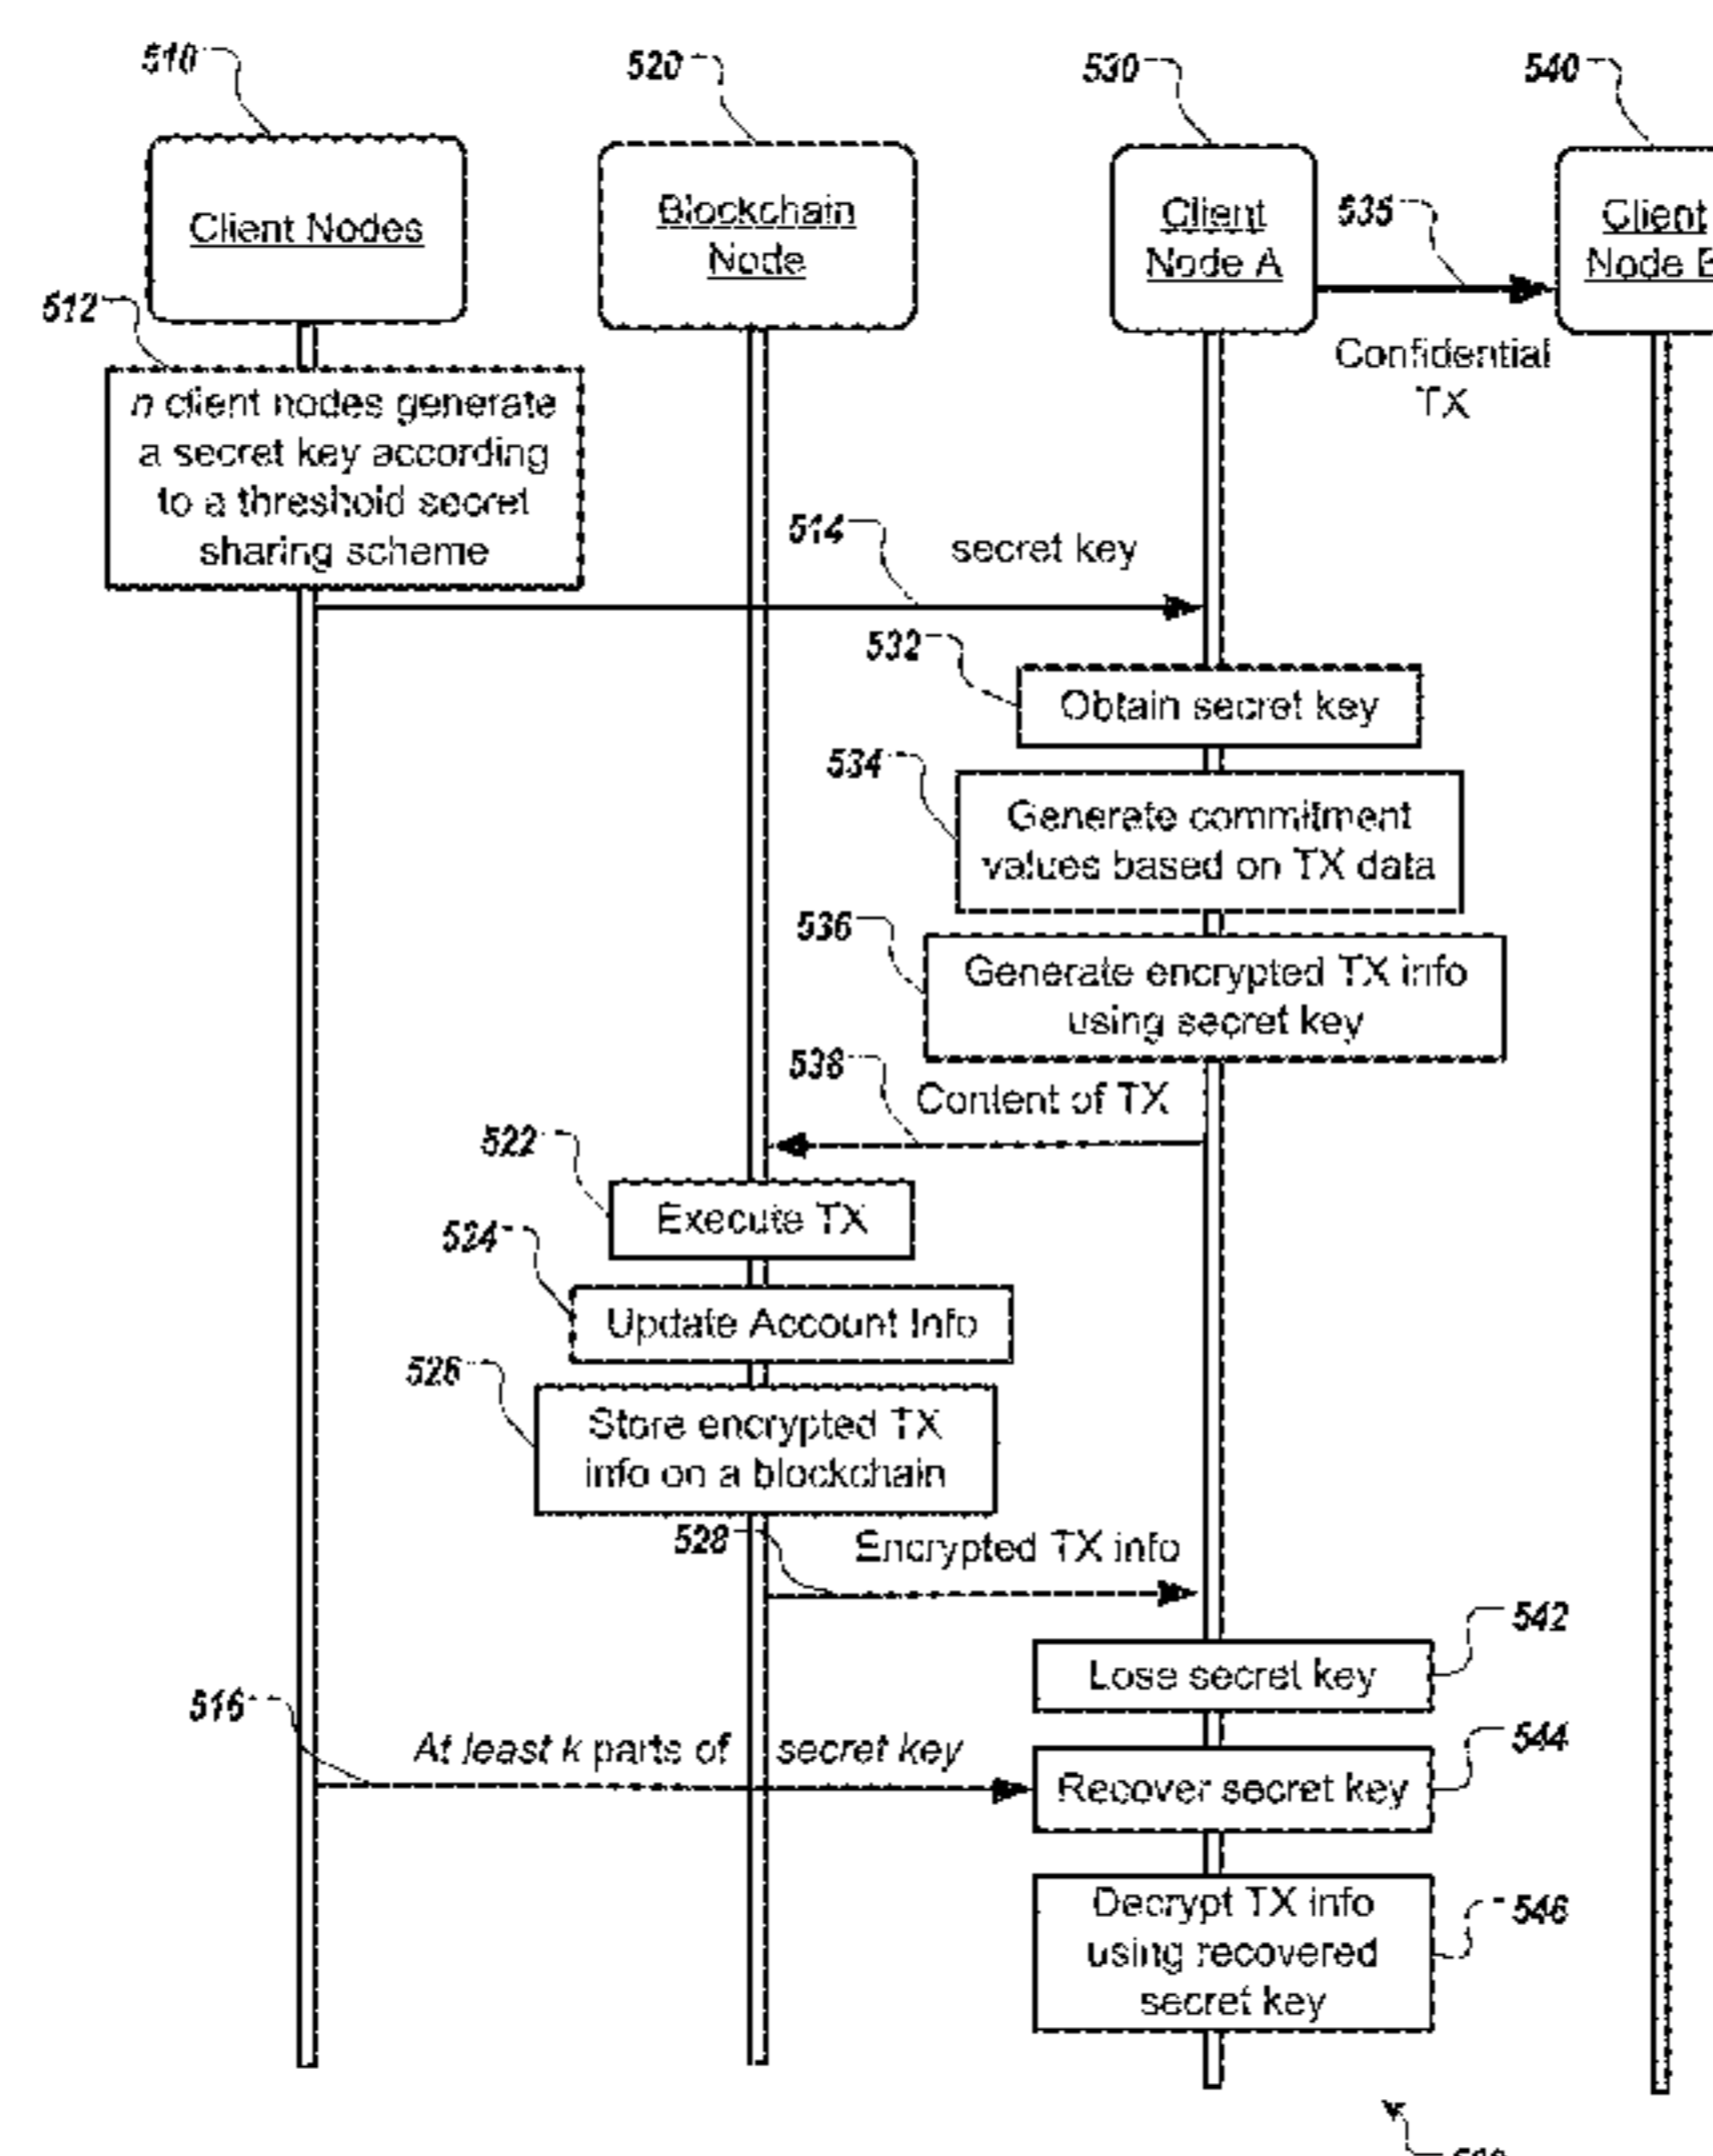 510
520
530
540
Client Nodes
Blockchain
Node
Client
Node A
535
Client
Node
512
Confidential
TX
n client nodes generate
a secret key according
to a threshold secret
sharing scheme
514
secret key
532
Obtain secret key
534
Generate commitment
values based on TX data
536
Generate encrypted TX info
using secret key
538
Content of TX
522
Execute TX
524
Update Account Info
526
Store encrypted TX
info on a blockchain
528
Encrypted TX info
542
Lose secret key
516
At least k parts of secret key
544
Recover secret key
546
Decrypt TX info
using recovered
secret key